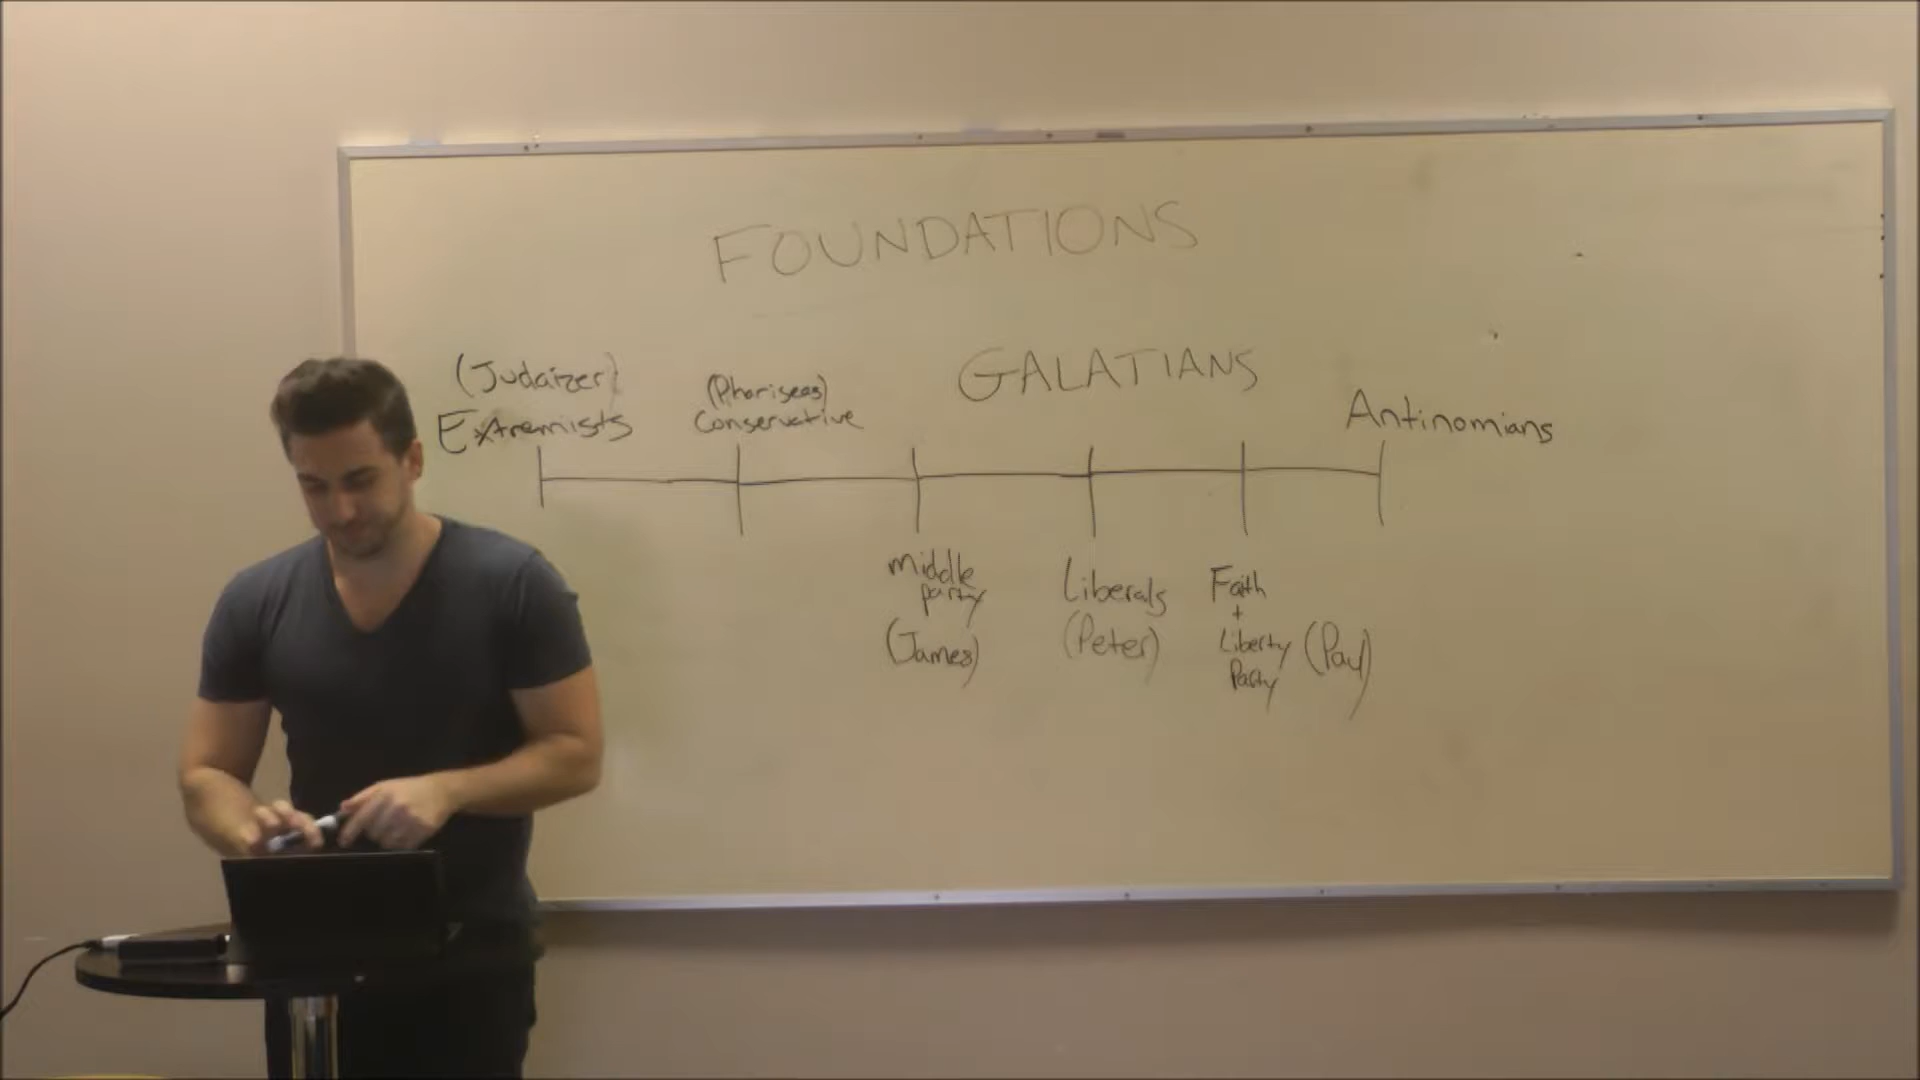 FOUNDATIONS
GALATIANS
(Judaizer)
Extremists
(Pharisees)
Conservative
Antinomians
middle
party
(James)
Liberals
(Peter)
Faith
+
Liberty
Party
(Paul)